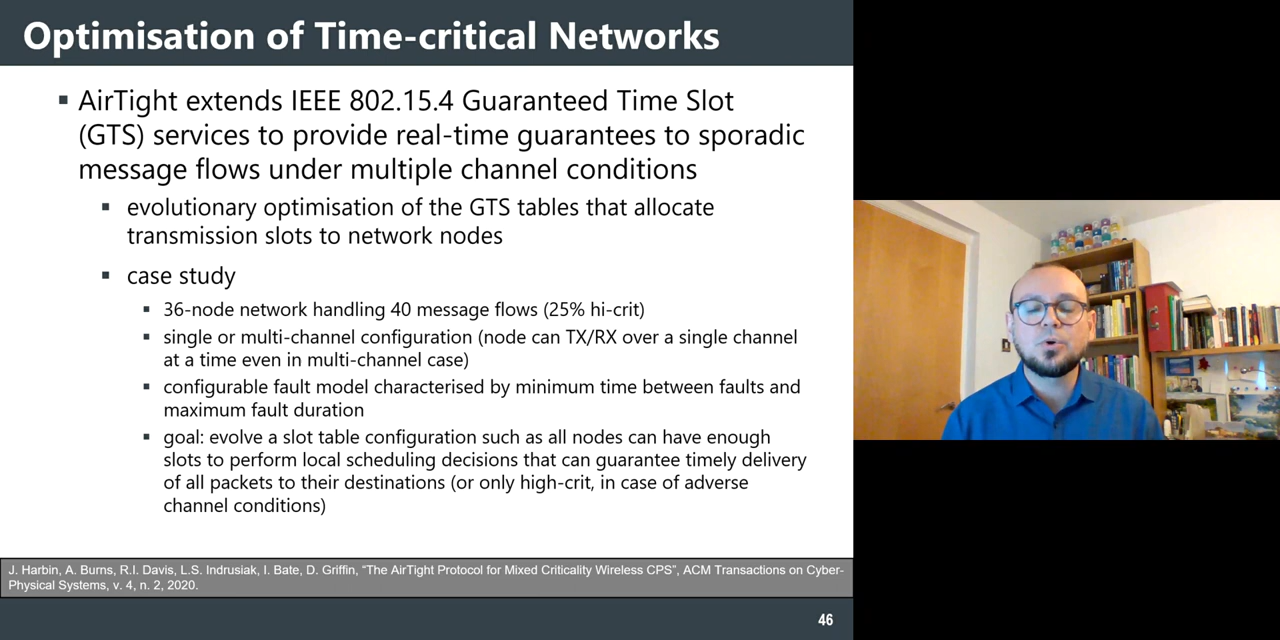 Optimisation of Time-critical Networks
▪ AirTight extends IEEE 802.15.4 Guaranteed Time Slot
(GTS) services to provide real-time guarantees to sporadic
message flows under multiple channel conditions
▪ evolutionary optimisation of the GTS tables that allocate
transmission slots to network nodes
▪ case study
▪ 36-node network handling 40 message flows (25% hi-crit)
▪ single or multi-channel configuration (node can TX/RX over a single channel
at a time even in multi-channel case)
▪ configurable fault model characterised by minimum time between faults and
maximum fault duration
▪ goal: evolve a slot table configuration such as all nodes can have enough
slots to perform local scheduling decisions that can guarantee timely delivery
of all packets to their destinations (or only high-crit, in case of adverse
channel conditions)
J. Harbin, A. Burns, R.I. Davis, L.S. Indrusiak, I. Bate, D. Griffin, “The AirTight Protocol for Mixed Criticality Wireless CPS”, ACM Transactions on Cyber-
Physical Systems, v. 4, n. 2, 2020.
46